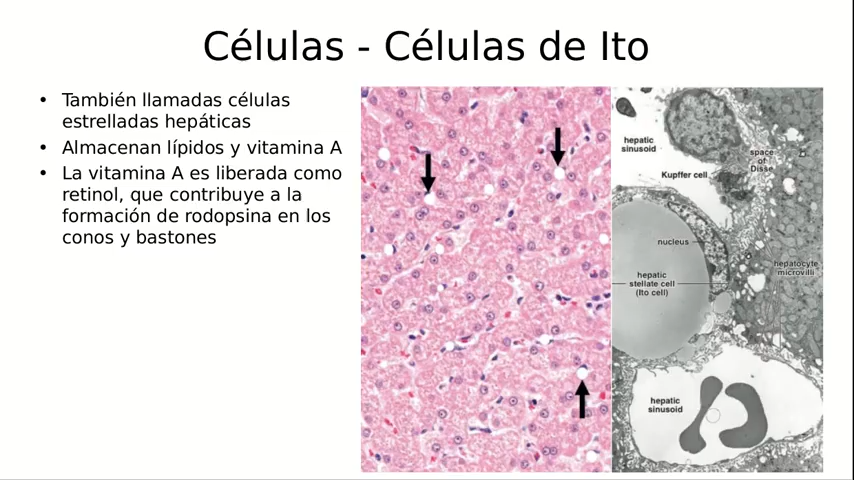 Células - Células de Ito
• También llamadas células
estrelladas hepáticas
• Almacenan lípidos y vitamina A
• La vitamina A es liberada como
retinol, que contribuye a la
formación de rodopsina en los
conos y bastones
hepatic
sinusoid
space
of
Disse
Kupffer cell
nucleus
hepatocyte
microvilli
hepatic
stellate cell
(Ito cell)
hepatic
sinusoid